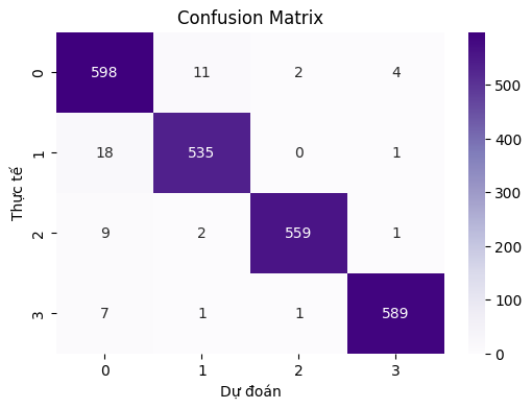 Confusion Matrix
0 598 11 2 4
1 18 535 0 1
2 9 2 559 1
3 7 1 1 589
0 1 2 3
Thực tế
Dự đoán
500
400
300
200
100
0